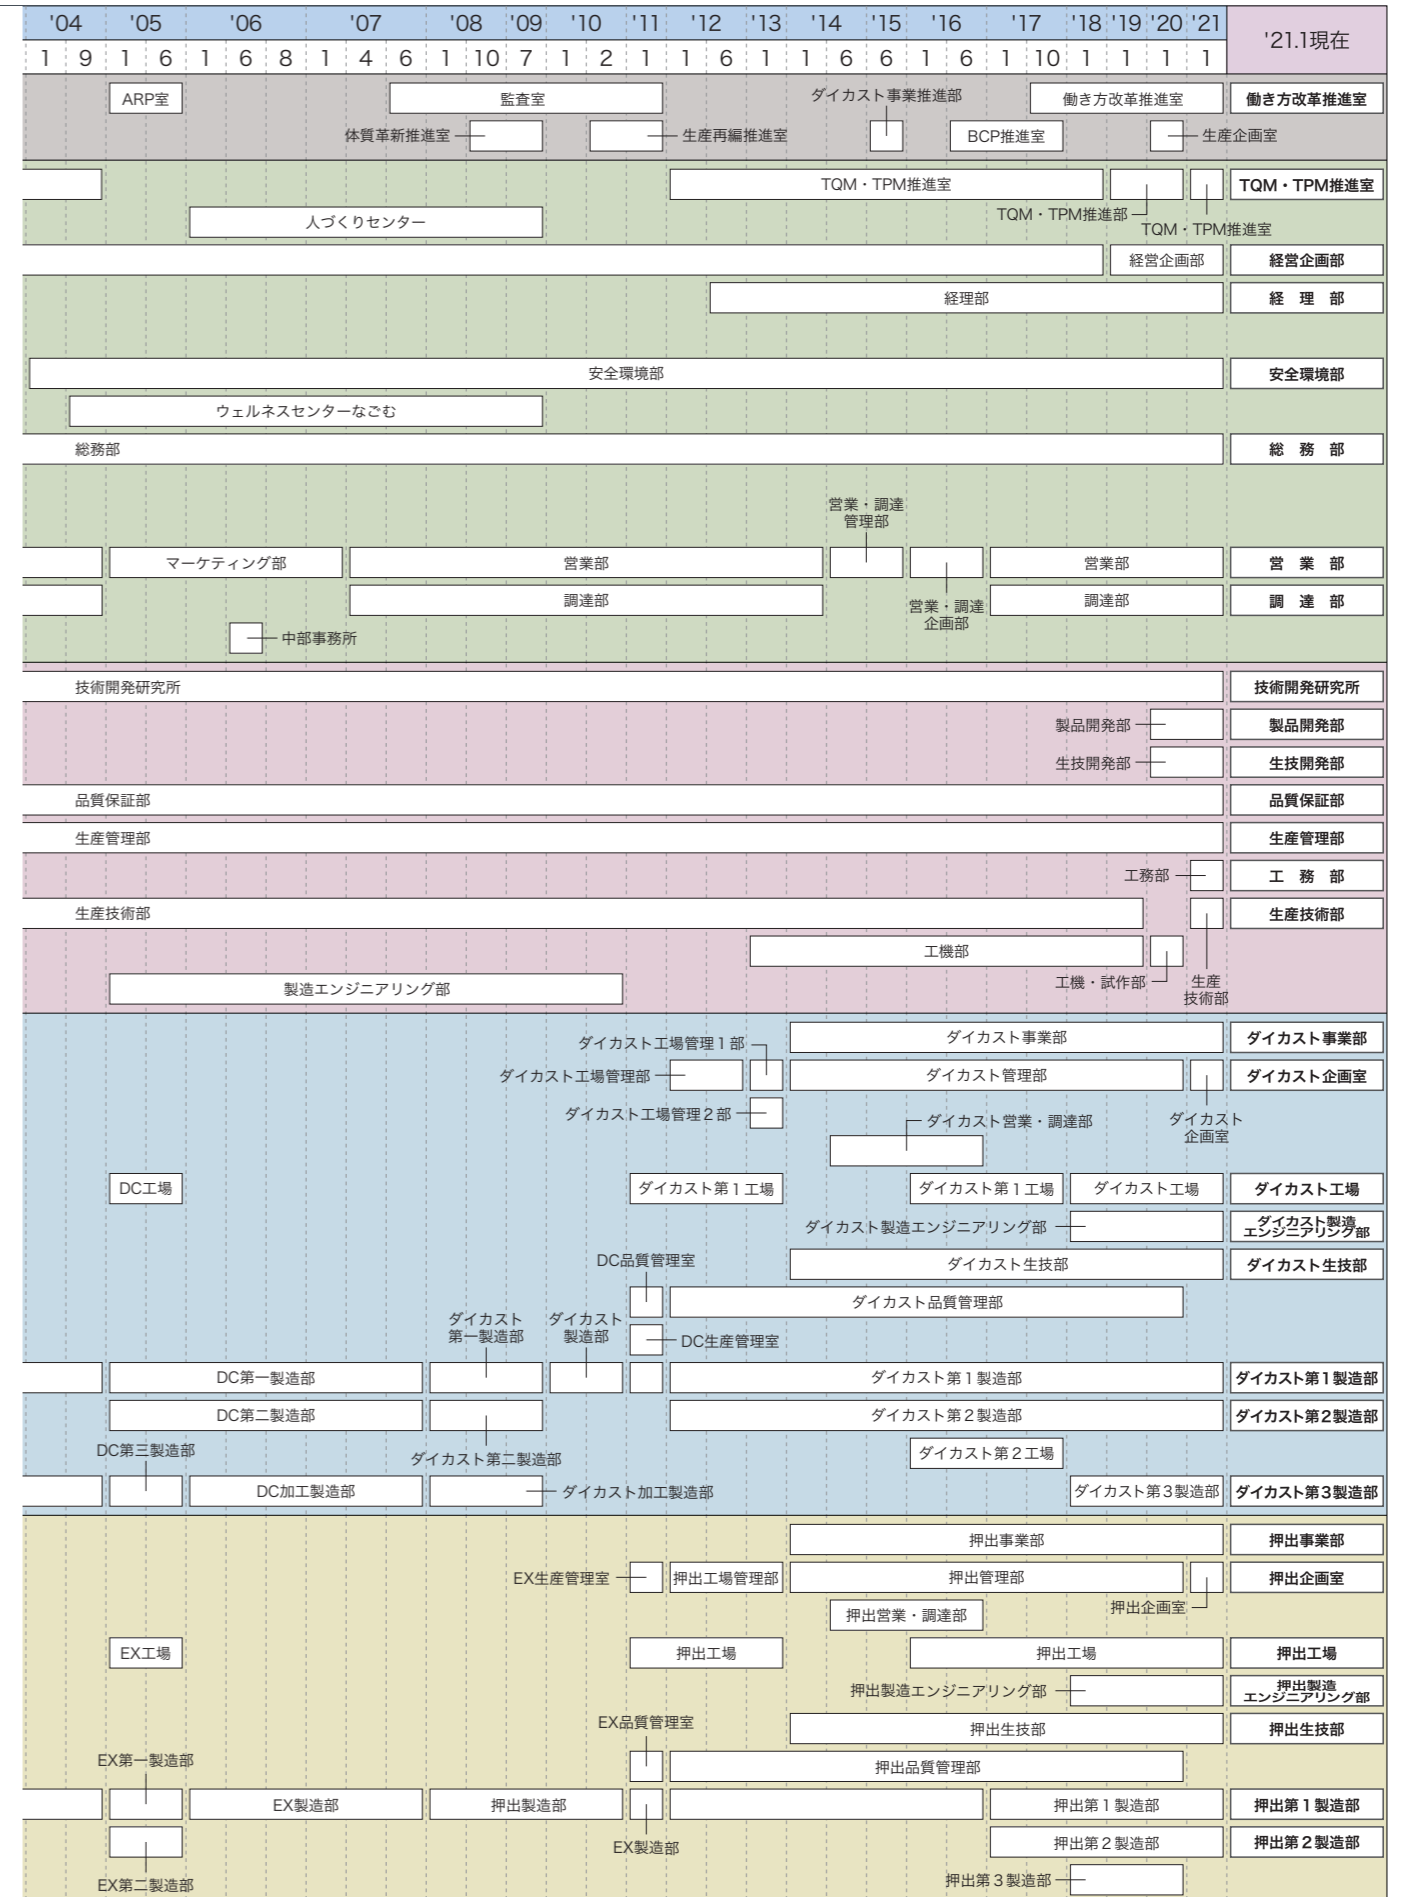 '04 '05 '06 '07 '08 '09 '10 '11 '12 '13 '14 '15 '16 '17 '18 '19 '20 '21 '21.1現在
1 9 1 6 1 6 8 1 4 6 1 10 7 1 2 1 1 6 1 1 6 6 1 6 1 10 1 1 1 1
ダイカスト事業推進部
ARP室 監査室 働き方改革推進室 働き方改革推進室
体質革新推進室 生産再編推進室 BCP推進室 生産企画室
TQM・TPM推進室 TQM・TPM推進室
TQM・TPM推進部
人づくりセンター
TQM・TPM推進室
経営企画部 経営企画部
経理部 経 理 部
安全環境部 安全環境部
ウェルネスセンターなごむ
総務部 総 務 部
営業・調達
管理部
マーケティング部 営業部 営業部 営 業 部
調達部 調達部 調 達 部
営業・調達
企画部
中部事務所
技術開発研究所 技術開発研究所
製品開発部 製品開発部
生技開発部 生技開発部
品質保証部 品質保証部
生産管理部 生産管理部
工務部 工 務 部
生産技術部 生産技術部
工機部
工機・試作部
生産
技術部
製造エンジニアリング部
ダイカスト事業部 ダイカスト事業部
ダイカスト工場管理1部
ダイカスト工場管理部 ダイカスト管理部 ダイカスト企画室
ダイカスト工場管理2部
ダイカスト営業・調達部
ダイカスト
企画室
DC工場 ダイカスト第1工場 ダイカスト第1工場 ダイカスト工場 ダイカスト工場
ダイカスト製造エンジニアリング部 ダイカスト製造
エンジニアリング部
DC品質管理室 ダイカスト生技部 ダイカスト生技部
ダイカスト品質管理部
ダイカスト
第一製造部
ダイカスト
製造部
DC生産管理室
DC第一製造部 ダイカスト第1製造部 ダイカスト第1製造部
DC第二製造部 ダイカスト第2製造部 ダイカスト第2製造部
DC第三製造部 ダイカスト第二製造部 ダイカスト第2工場
DC加工製造部 ダイカスト加工製造部 ダイカスト第3製造部 ダイカスト第3製造部
押出事業部 押出事業部
EX生産管理室 押出工場管理部 押出管理部 押出企画室
押出営業・調達部 押出企画室
EX工場 押出工場 押出工場 押出工場
押出製造エンジニアリング部 押出製造
エンジニアリング部
EX品質管理室 押出生技部 押出生技部
EX第一製造部 押出品質管理部
EX製造部 押出製造部 押出第1製造部 押出第1製造部
EX製造部 押出第2製造部 押出第2製造部
EX第二製造部 押出第3製造部